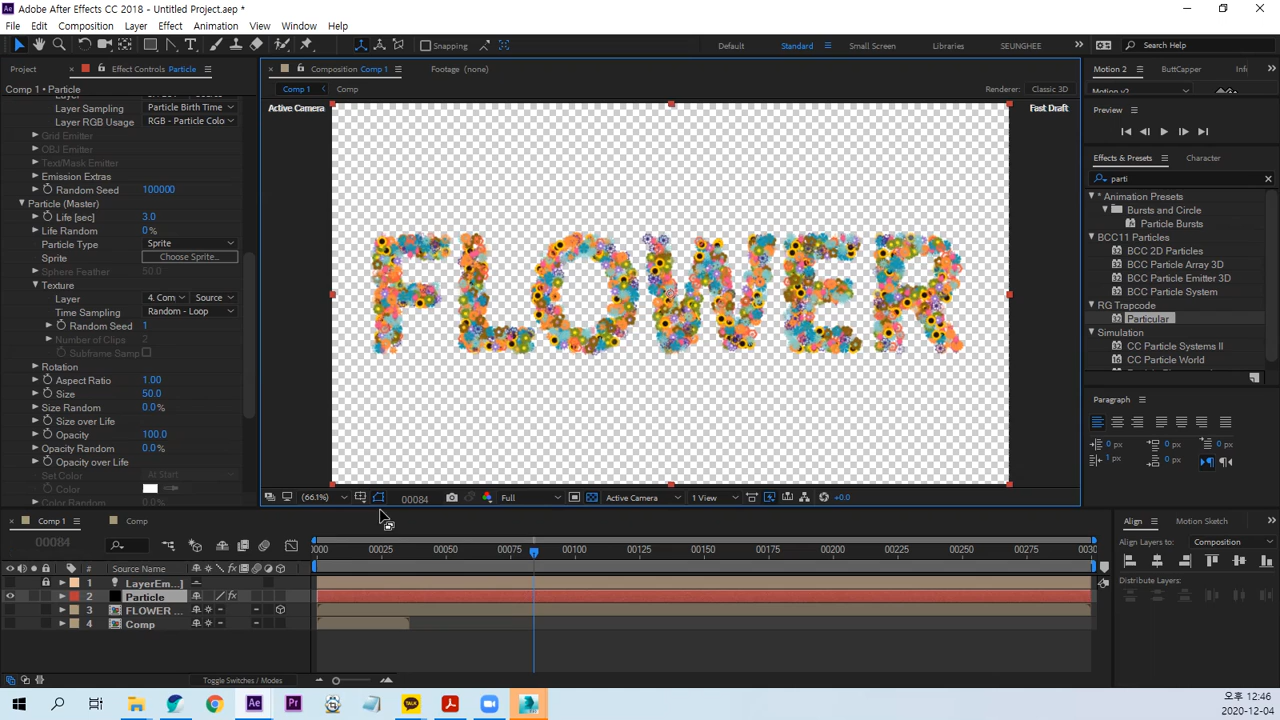 Adobe After Effects CC 2018 - Untitled Project.aep *
File Edit Composition Layer Effect Animation View Window Help
Snapping
Default Standard Small Screen Libraries SEUNGHEE Search Help
Project Effect Controls Particle
Composition Comp 1 Footage (none)
Motion 2 ButtCapper Inf
Comp 1 • Particle
Comp 1 Comp
Renderer: Classic 3D
Motion v2
Active Camera
Fast Draft
Layer Source
Layer Sampling Particle Birth Time
Layer RGB Usage RGB - Particle Colo
Grid Emitter
OBJ Emitter
Text/Mask Emitter
Emission Extras
Random Seed 100000
Particle (Master)
Life [sec] 3.0
Life Random 0%
Particle Type Sprite
Sprite Choose Sprite...
Sphere Feather 50.0
Texture
Layer 4. Com Source
Time Sampling Random - Loop
Random Seed 1
Number of Clips 2
Subframe Samp
Rotation
Aspect Ratio 1.00
Size 50.0
Size Random 0.0%
Size over Life
Opacity 100.0
Opacity Random 0.0%
Opacity over Life
Set Color At Start
Color
Color Random 0.0%
FLOWER
(66.1%) 00084 Full Active Camera 1 View +0.0
Preview
Effects & Presets Character
parti
* Animation Presets
Bursts and Circle
Particle Bursts
BCC11 Particles
BCC 2D Particles
BCC Particle Array 3D
BCC Particle Emitter 3D
BCC Particle System
RG Trapcode
Particular
Simulation
CC Particle Systems II
CC Particle World
Paragraph
0 px 0 px 0 px
1 px 0 px
Comp 1 Comp
00084
0000 00025 00050 00075 00100 00125 00150 00175 00200 00225 00250 00275 0030
# Source Name
1 LayerEm...]
2 Particle
3 FLOWER ...
4 Comp
Toggle Switches / Modes
Align Motion Sketch
Align Layers to: Composition
Distribute Layers:
Ae Pr TALK
오후 12:46
2020-12-04